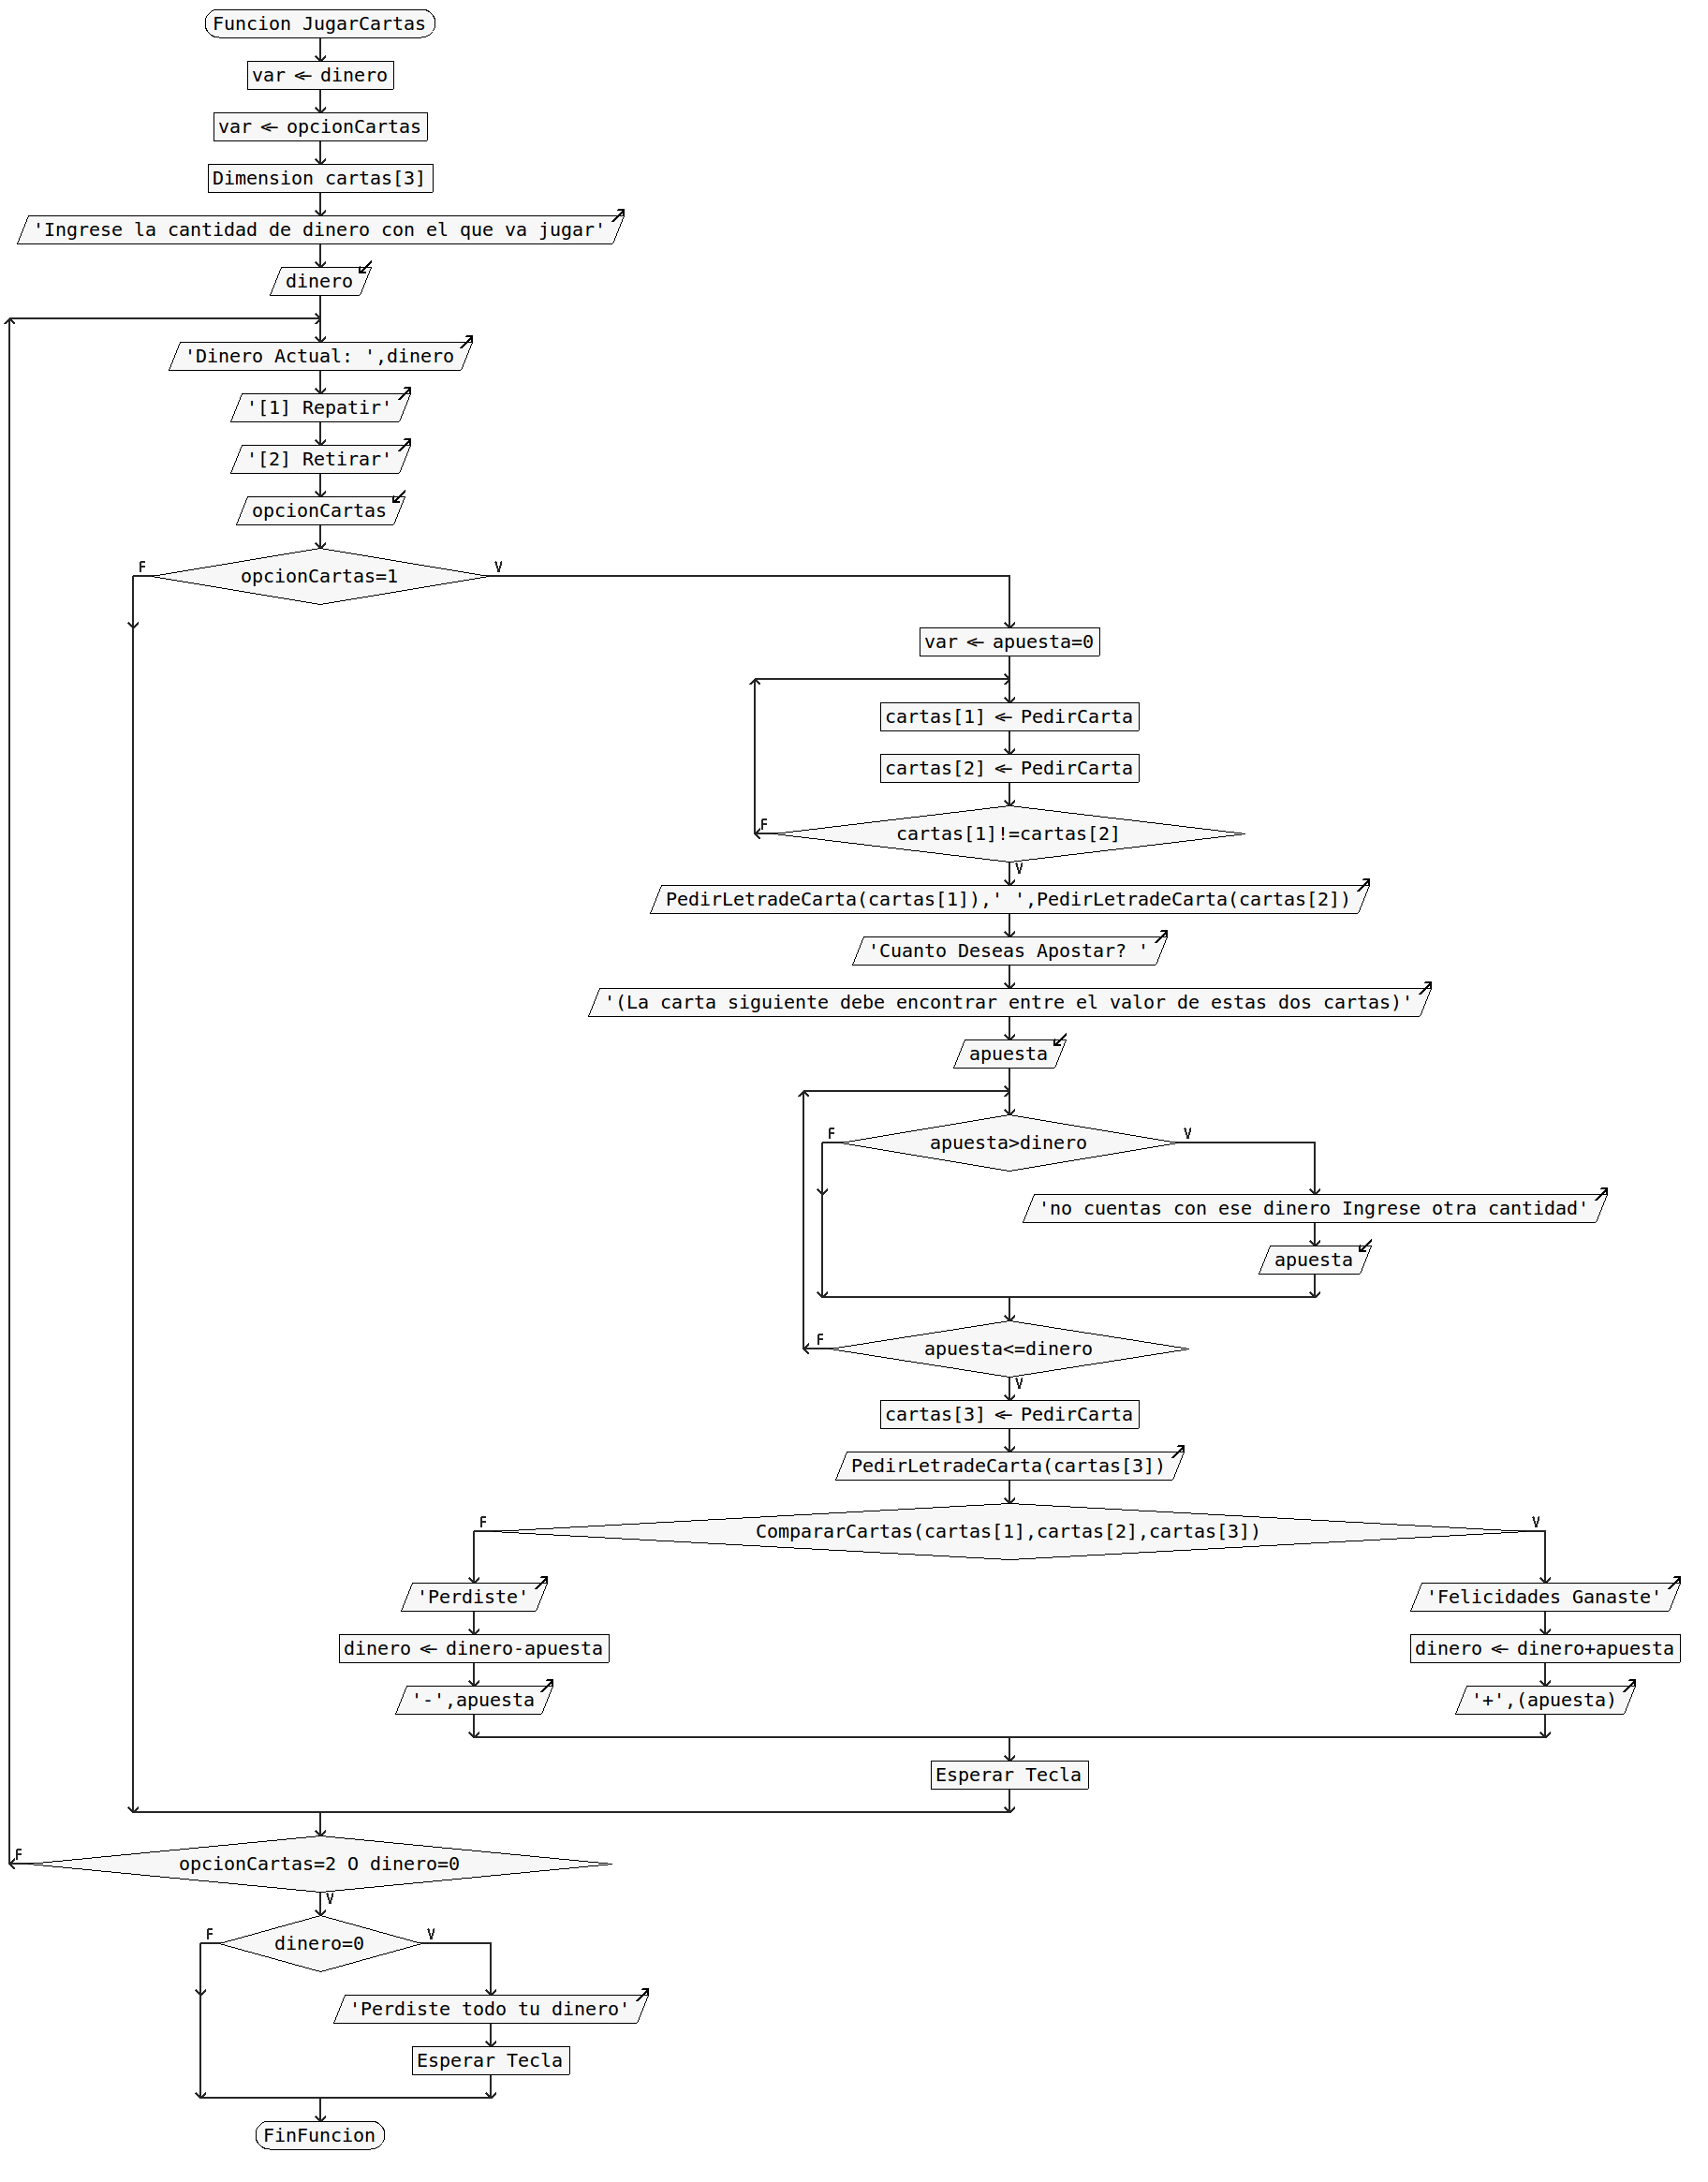 Funcion JugarCartas
var ⪪ dinero
var ⪪ opcionCartas
Dimension cartas[3]
'Ingrese la cantidad de dinero con el que va jugar'
dinero
'Dinero Actual: ',dinero
'[1] Repatir'
'[2] Retirar'
opcionCartas
F
opcionCartas=1
V
var ⪪ apuesta=0
cartas[1] ⪪ PedirCarta
cartas[2] ⪪ PedirCarta
F
cartas[1]!=cartas[2]
V
PedirLetradeCarta(cartas[1]),' ',PedirLetradeCarta(cartas[2])
'Cuanto Deseas Apostar? '
'(La carta siguiente debe encontrar entre el valor de estas dos cartas)'
apuesta
F
apuesta>dinero
V
'no cuentas con ese dinero Ingrese otra cantidad'
apuesta
F
apuesta<=dinero
V
cartas[3] ⪪ PedirCarta
PedirLetradeCarta(cartas[3])
F
CompararCartas(cartas[1],cartas[2],cartas[3])
V
'Perdiste'
'Felicidades Ganaste'
dinero ⪪ dinero-apuesta
dinero ⪪ dinero+apuesta
'-',apuesta
'+',(apuesta)
Esperar Tecla
F
opcionCartas=2 O dinero=0
V
F
dinero=0
V
'Perdiste todo tu dinero'
Esperar Tecla
FinFuncion